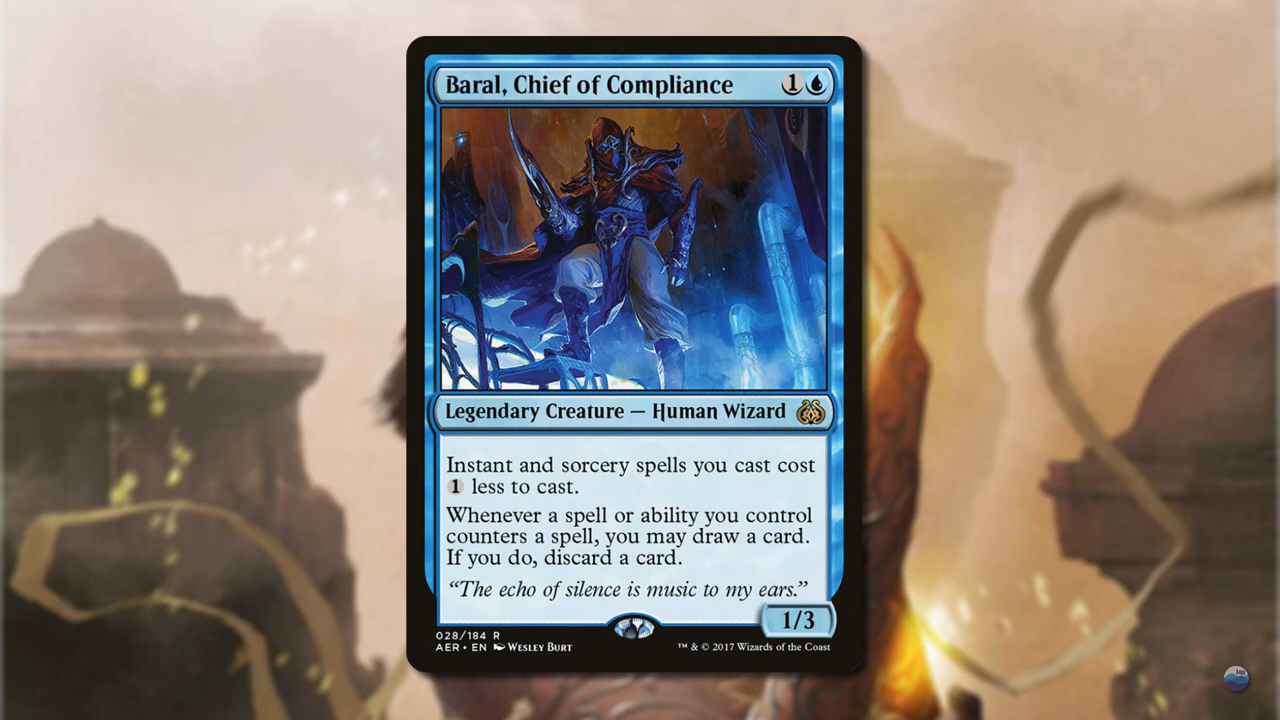 Baral, Chief of Compliance 1
Legendary Creature — Human Wizard
Instant and sorcery spells you cast cost
1 less to cast.
Whenever a spell or ability you control
counters a spell, you may draw a card.
If you do, discard a card.
“The echo of silence is music to my ears.”
1/3
028/184 R
AER • EN Wesley Burt
™ & © 2017 Wizards of the Coast